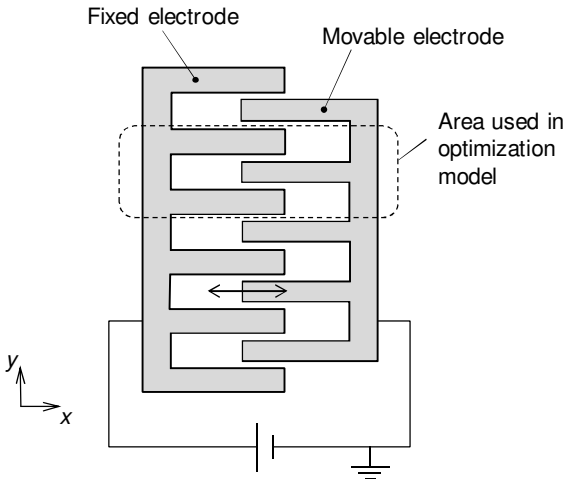 Fixed electrode
Movable electrode
Area used in
optimization
model
y
x